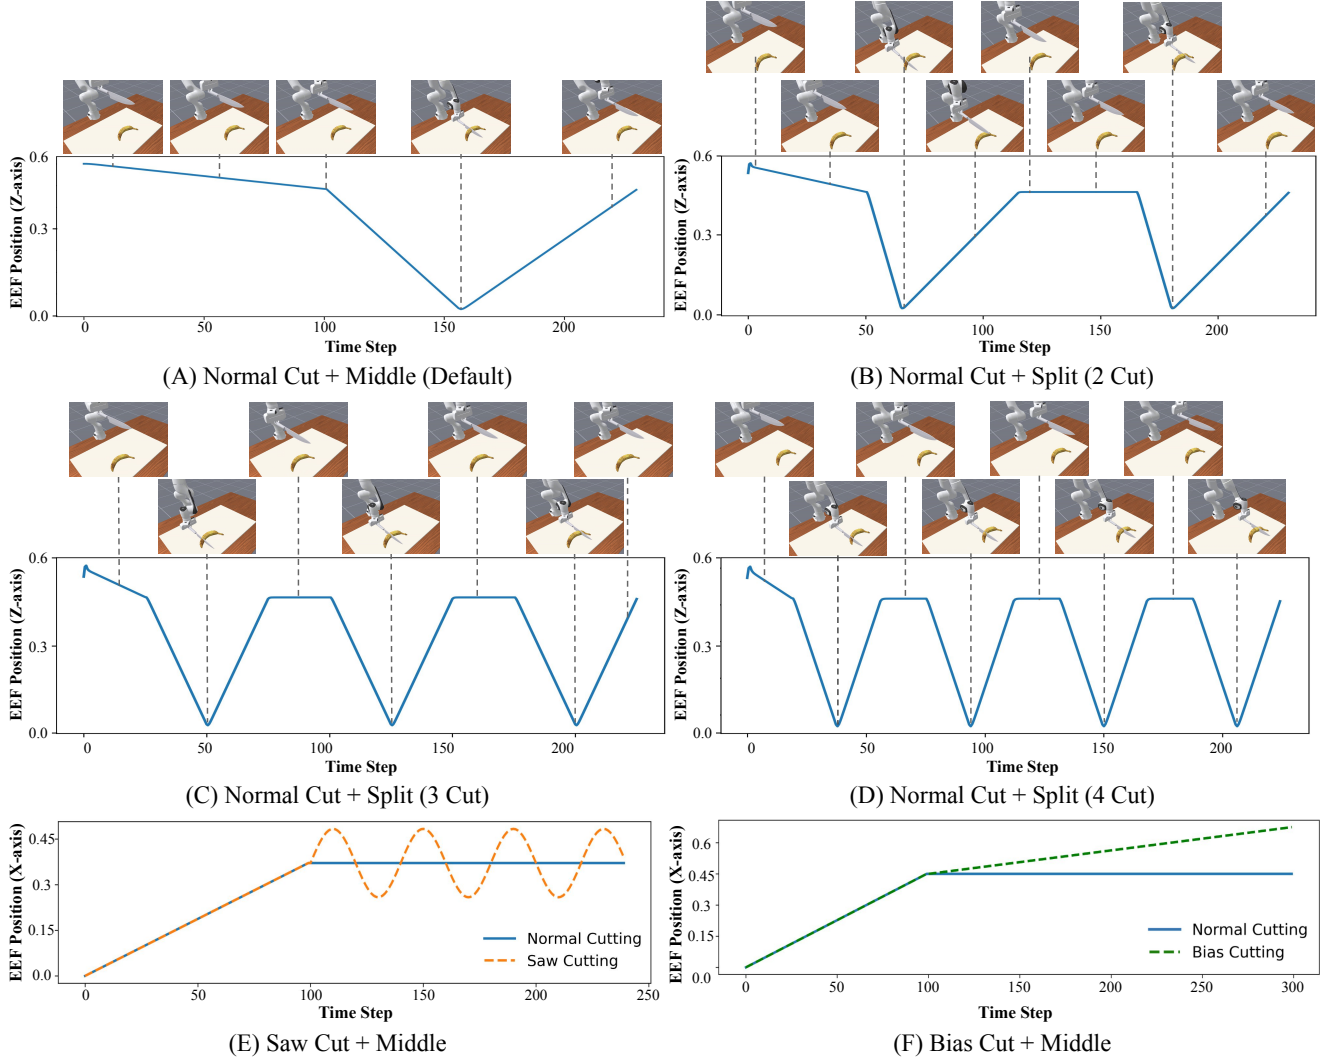 0.6
0.3
0.0
EEF Position (Z-axis)
0
100
200
Time Step
(A) Normal Cut + Middle (Default)
0.6
0.3
0.0
EEF Position (Z-axis)
0
50
100
150
200
Time Step
(B) Normal Cut + Split (2 Cut)
0.6
0.3
0.0
EEF Position (Z-axis)
0
50
100
150
200
Time Step
(C) Normal Cut + Split (3 Cut)
0.6
0.3
0.0
EEF Position (Z-axis)
0
50
100
150
200
Time Step
(D) Normal Cut + Split (4 Cut)
0.45
0.3
0.15
0.0
EEF Position (X-axis)
Normal Cutting
Saw Cutting
0
50
100
150
200
250
Time Step
(E) Saw Cut + Middle
0.6
0.45
0.3
0.15
0.0
EEF Position (X-axis)
Normal Cutting
Bias Cutting
0
50
100
150
200
250
300
Time Step
(F) Bias Cut + Middle